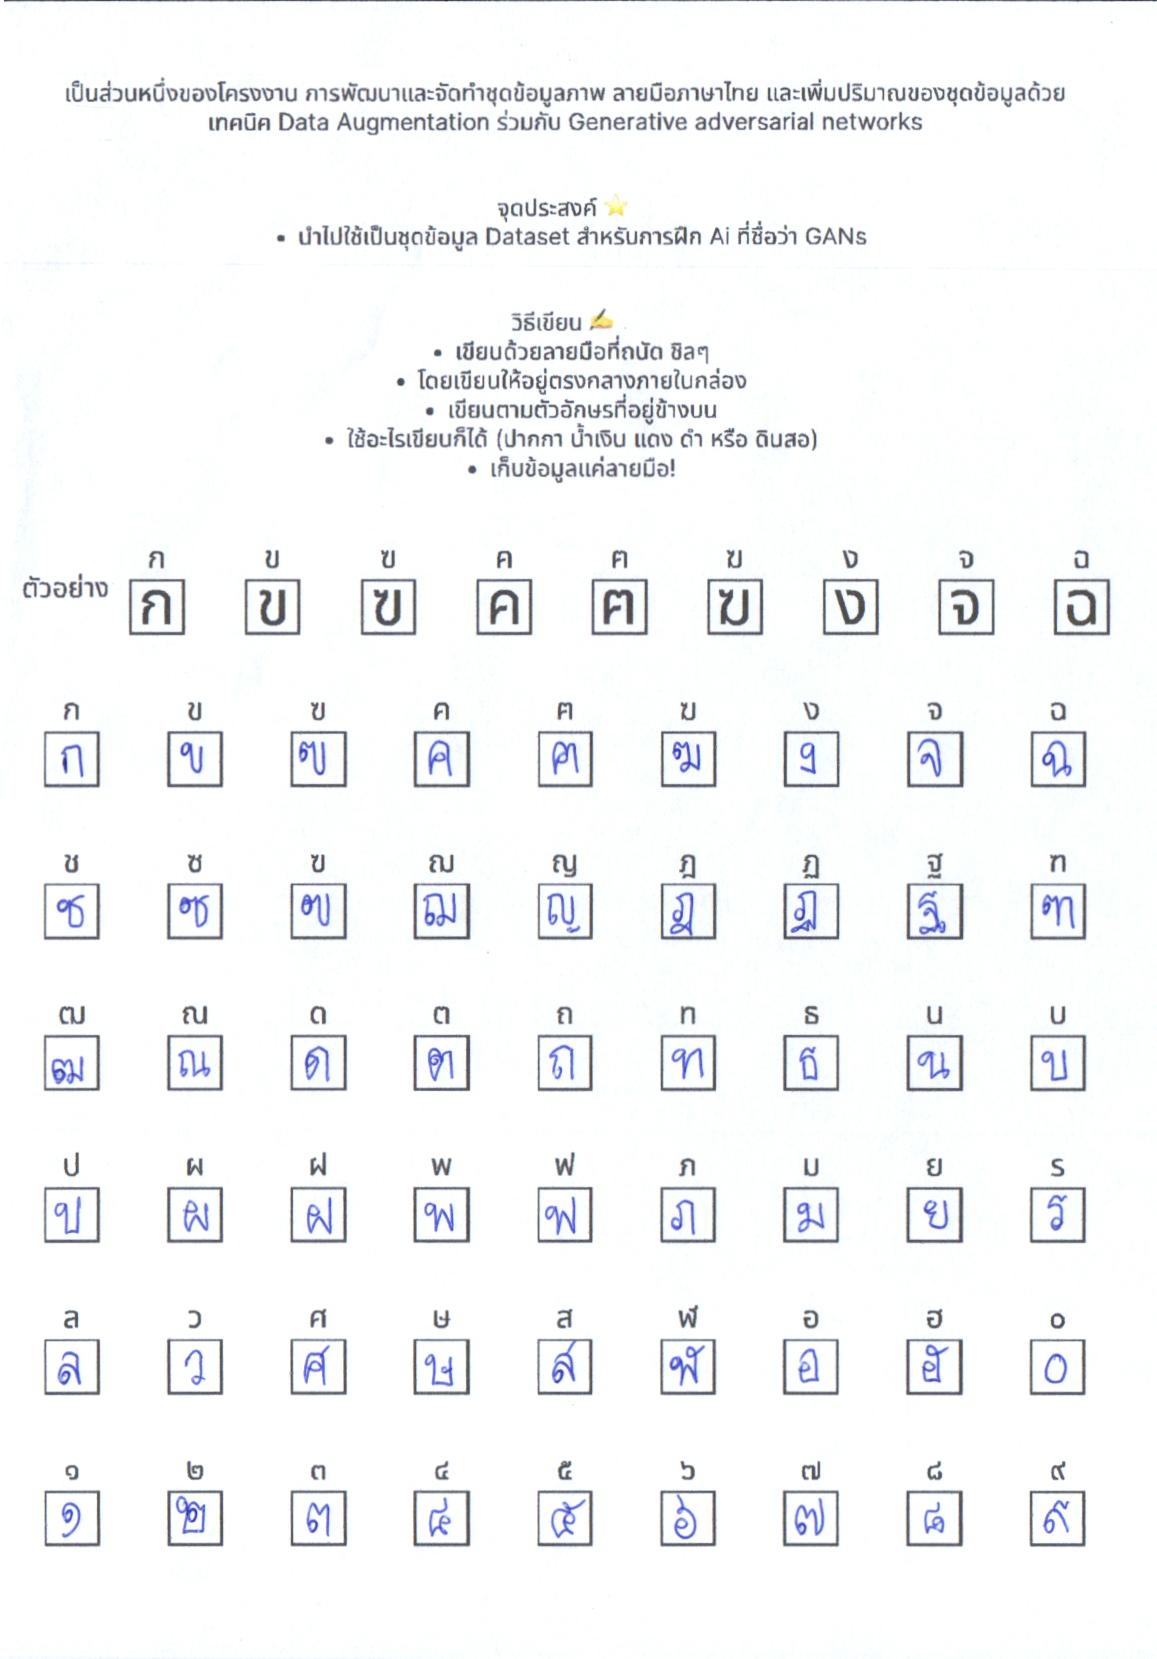 เป็นส่วนหนึ่งของโครงงาน การพัฒนาและจัดทำชุดข้อมูลภาพ ลายมือภาษาไทย และเพิ่มปริมาณของชุดข้อมูลด้วย
เทคนิค Data Augmentation ร่วมกับ Generative adversarial networks
จุดประสงค์ ⭐
• นำไปใช้เป็นชุดข้อมูล Dataset สำหรับการฝึก Ai ที่ชื่อว่า GANs
วิธีเขียน ✍️
• เขียนด้วยลายมือที่ถนัด ชิลๆ
• โดยเขียนให้อยู่ตรงกลางภายในกล่อง
• เขียนตามตัวอักษรที่อยู่ข้างบน
• ใช้อะไรเขียนก็ได้ (ปากกา น้ำเงิน แดง ดำ หรือ ดินสอ)
• เก็บข้อมูลแค่ลายมือ!
ก ข ฃ ค ฅ ฆ ง จ ฉ
ตัวอย่าง ก ข ฃ ค ฅ ฆ ง จ ฉ
ก ข ฃ ค ฅ ฆ ง จ ฉ
ก ข ฃ ค ฅ ฆ ง จ ฉ
ช ซ ฃ ฌ ญ ฎ ฏ ฐ ฑ
ช ซ ฃ ฌ ญ ฎ ฏ ฐ ฑ
ฒ ณ ด ต ถ ท ธ น บ
ฒ ณ ด ต ถ ท ธ น บ
ป ผ ฝ พ ฟ ภ ม ย ร
ป ผ ฝ พ ฟ ภ ม ย ร
ล ว ศ ษ ส ฬ อ ฮ ๐
ล ว ศ ษ ส ฬ อ ฮ ๐
๑ ๒ ๓ ๔ ๕ ๖ ๗ ๘ ๙
๑ ๒ ๓ ๔ ๕ ๖ ๗ ๘ ๙